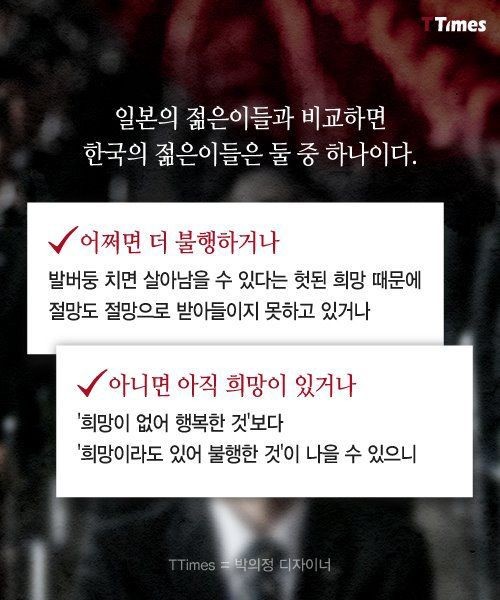 TTimes
일본의 젊은이들과 비교하면
한국의 젊은이들은 둘 중 하나이다.
어쩌면 더 불행하거나
발버둥 치면 살아남을 수 있다는 헛된 희망 때문에
절망도 절망으로 받아들이지 못하고 있거나
아니면 아직 희망이 있거나
'희망이 없어 행복한 것'보다
'희망이라도 있어 불행한 것'이 나을 수 있으니
TTimes = 박의정 디자이너